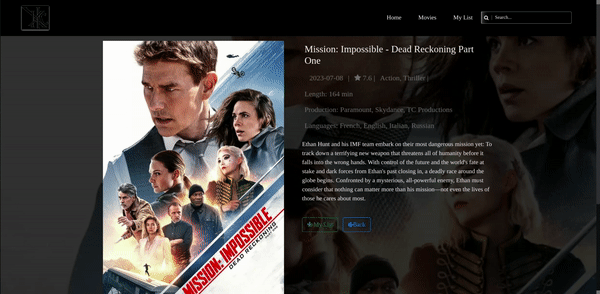 Home Movies My List Search...
Mission: Impossible - Dead Reckoning Part
One
2023-07-08 | 7.6 | Action, Thriller |
Length: 164 min
Production: Paramount, Skydance, TC Productions
Languages: French, English, Italian, Russian
Ethan Hunt and his IMF team embark on their most dangerous mission yet: To
track down a terrifying new weapon that threatens all of humanity before it
falls into the wrong hands. With control of the future and the world's fate at
stake and dark forces from Ethan's past closing in, a deadly race around the
globe begins. Confronted by a mysterious, all-powerful enemy, Ethan must
consider that nothing can matter more than his mission—not even the lives of
those he cares about most.
Back
MISSION: IMPOSSIBLE
DEAD RECKONING